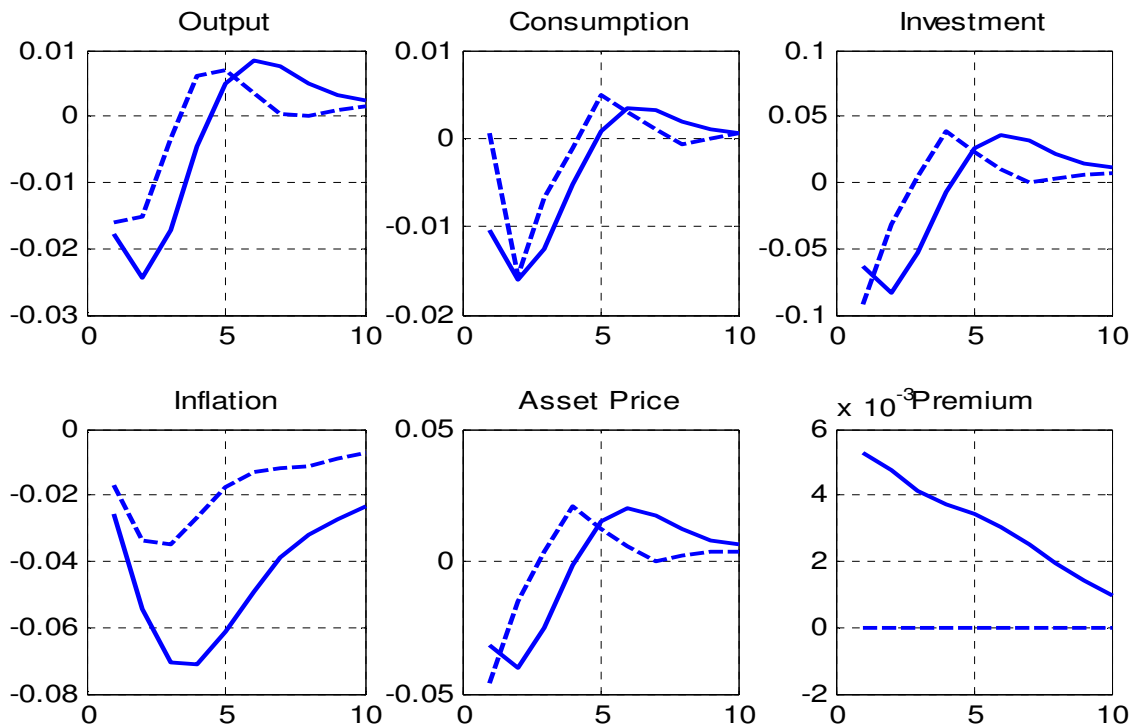 Output Consumption Investment
0.01 0.01 0.1
0 0.05
-0.01 0 0
-0.02 -0.01 -0.05
-0.03 -0.02 -0.1
0 5 10 0 5 10 0 5 10
Inflation Asset Price x 10-3 Premium
0 0.05 6
-0.02 4
-0.04 0 2
-0.06 0
-0.08 -0.05 -2
0 5 10 0 5 10 0 5 10